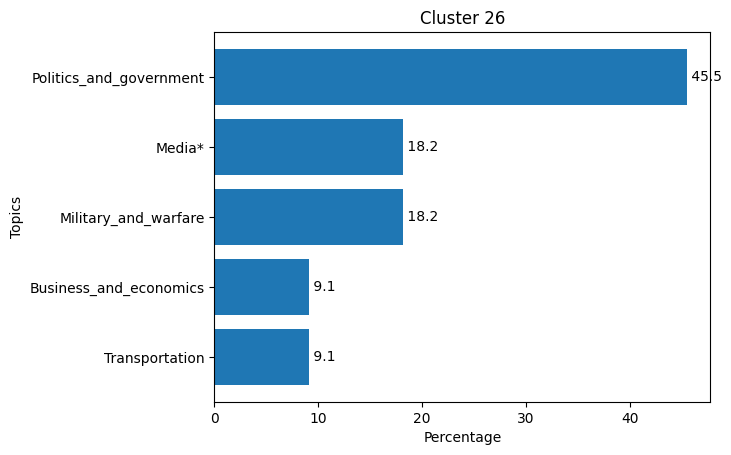 Cluster 26
Politics_and_government 45.5
Media* 18.2
Military_and_warfare 18.2
Business_and_economics 9.1
Transportation 9.1
Topics
0 10 20 30 40
Percentage